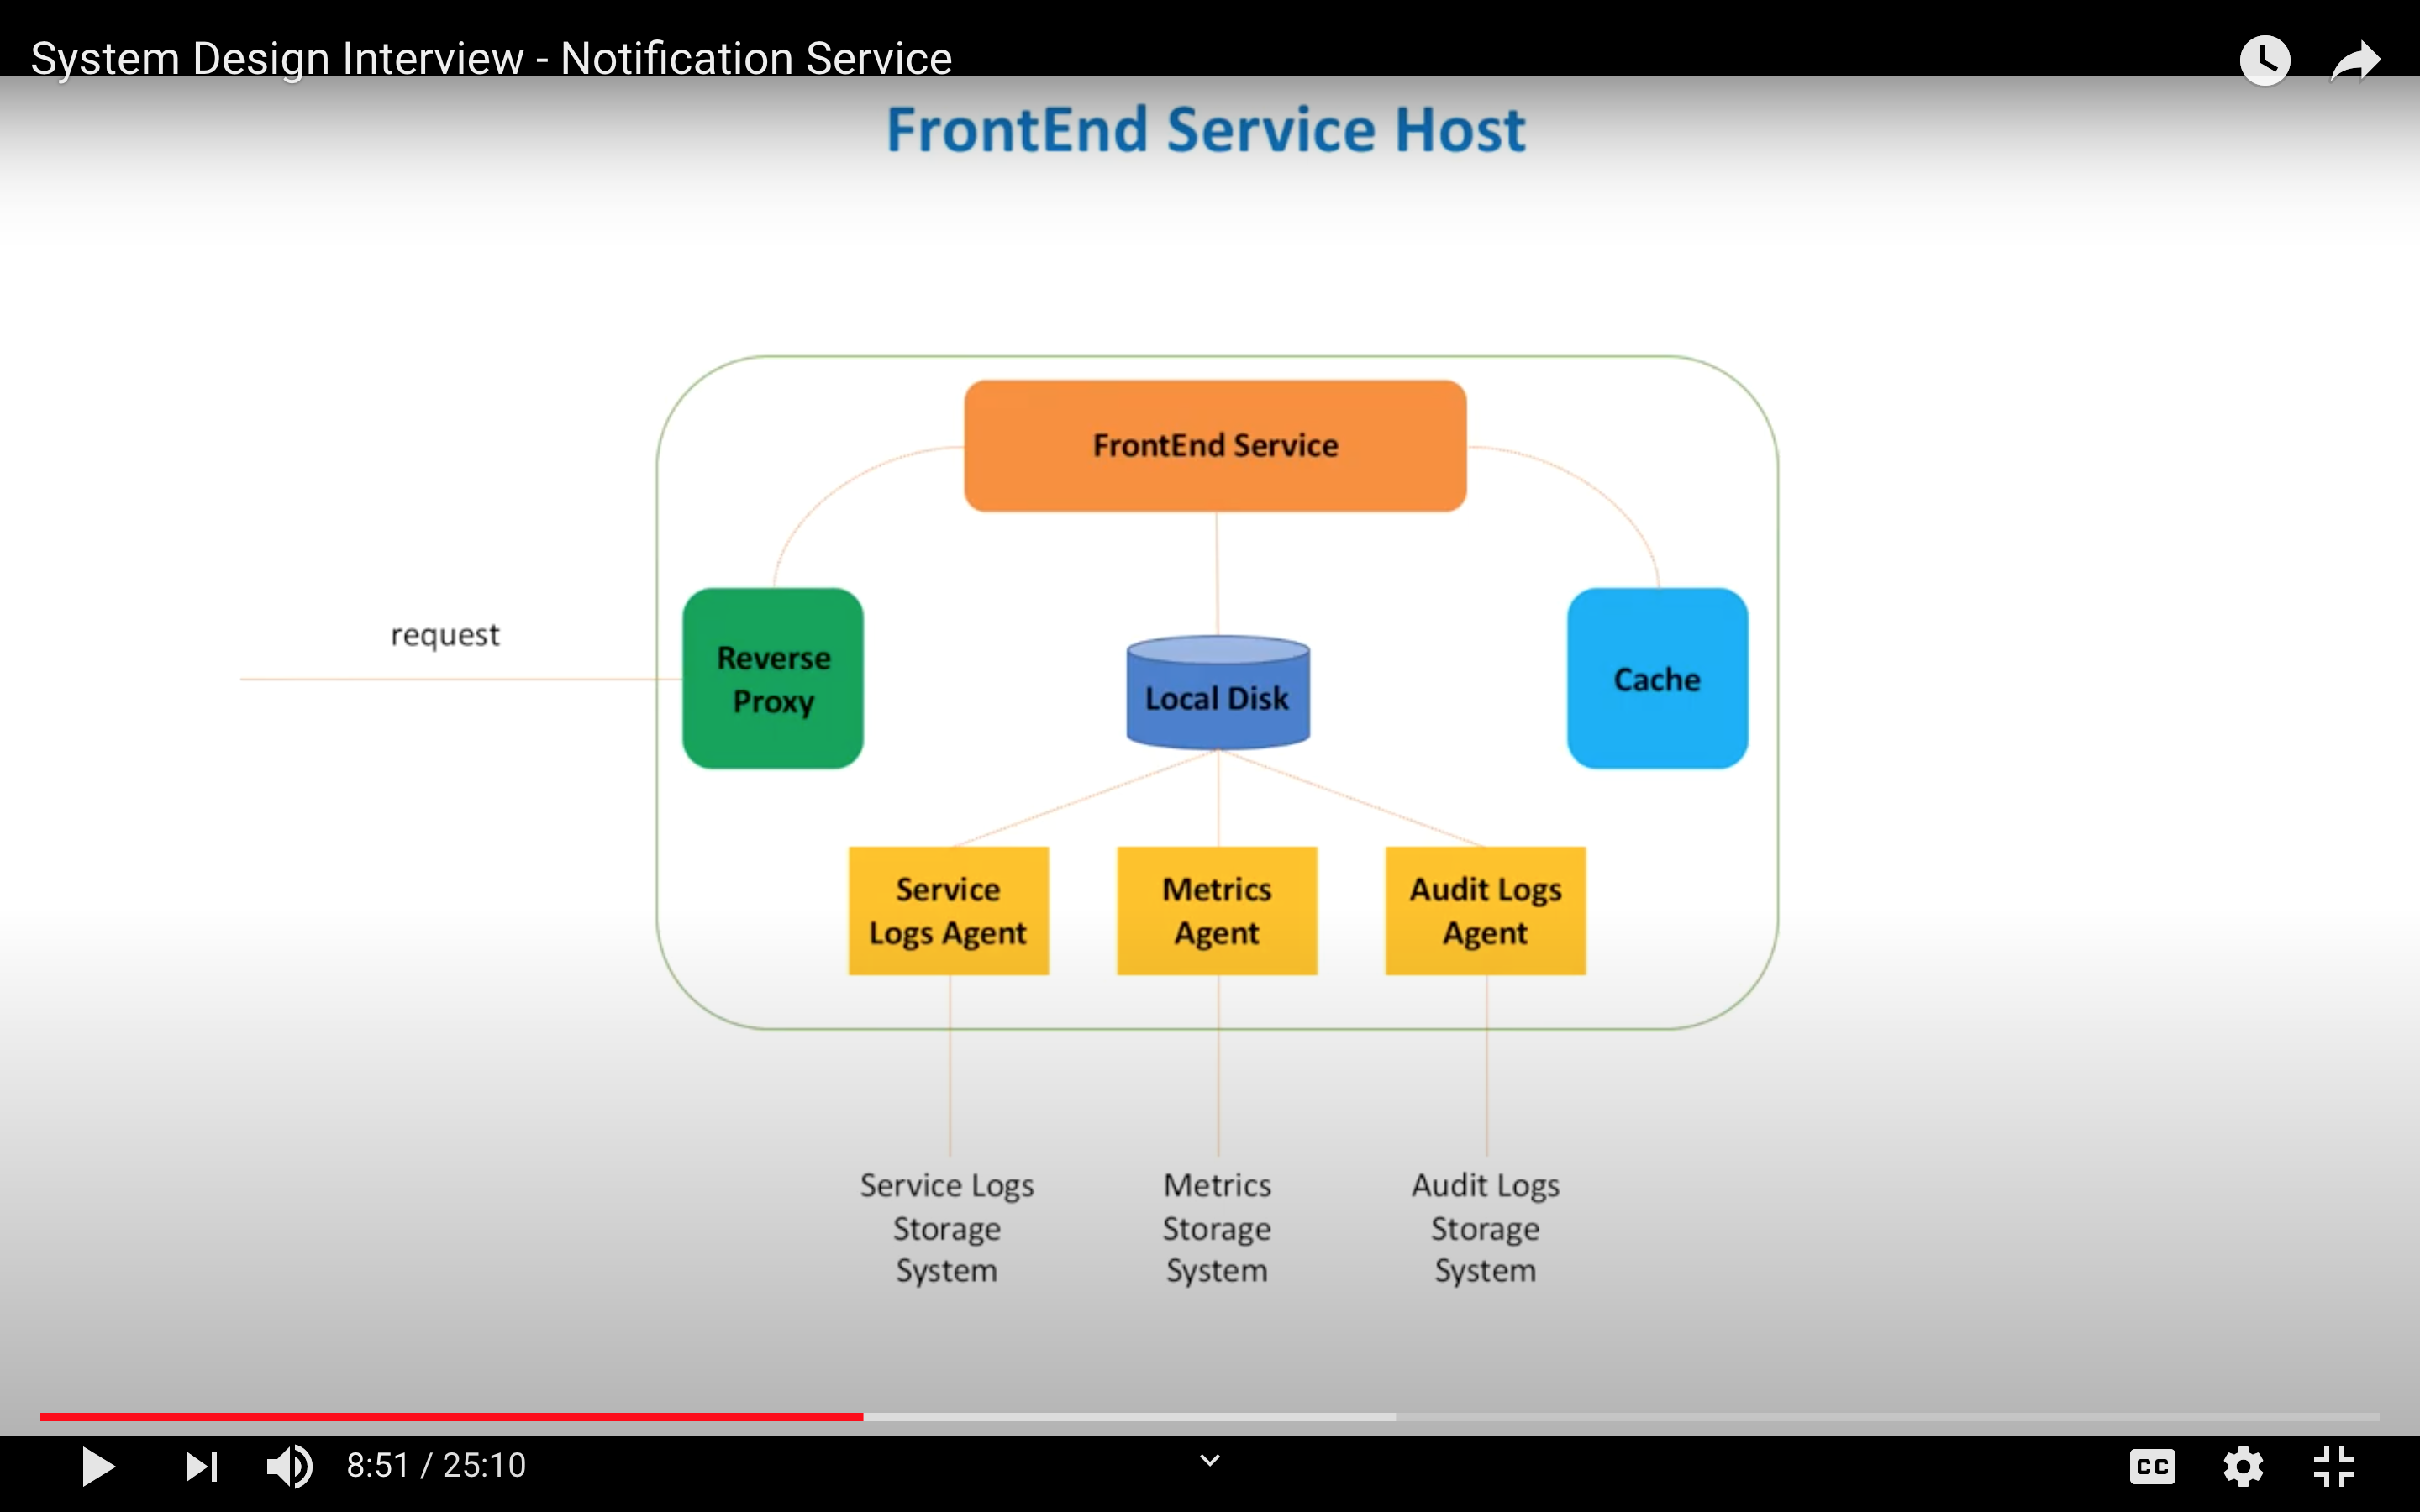 System Design Interview - Notification Service
FrontEnd Service Host
FrontEnd Service
request
Reverse
Proxy
Local Disk
Cache
Service
Logs Agent
Metrics
Agent
Audit Logs
Agent
Service Logs
Storage
System
Metrics
Storage
System
Audit Logs
Storage
System
8:51 / 25:10
CC